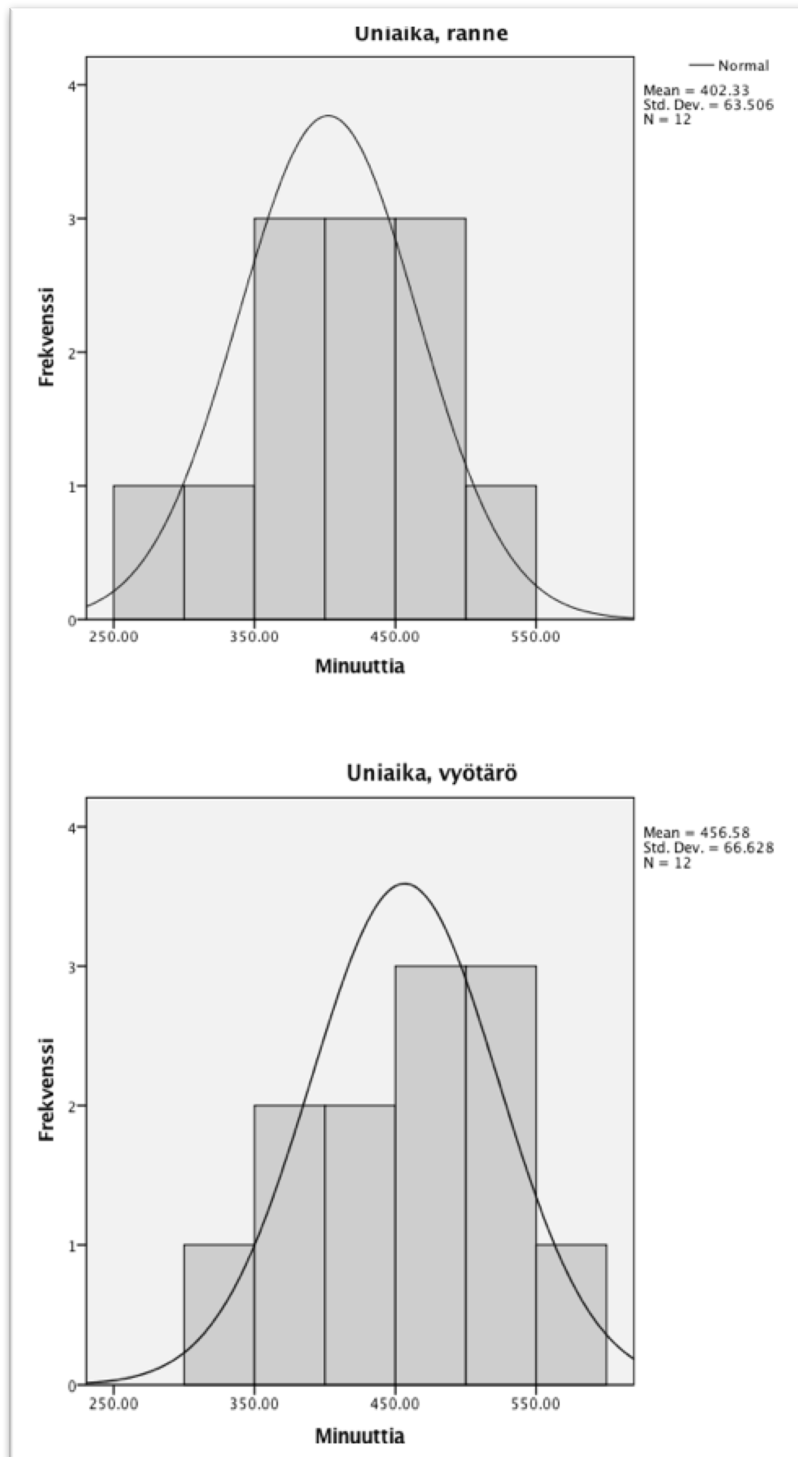 Uniaika, ranne
Normal
Mean = 402.33
Std. Dev. = 63.506
N = 12
4
3
2
1
0
Frekvenssi
250.00 350.00 450.00 550.00
Minuuttia
Uniaika, vyötärö
Mean = 456.58
Std. Dev. = 66.628
N = 12
4
3
2
1
0
Frekvenssi
250.00 350.00 450.00 550.00
Minuuttia